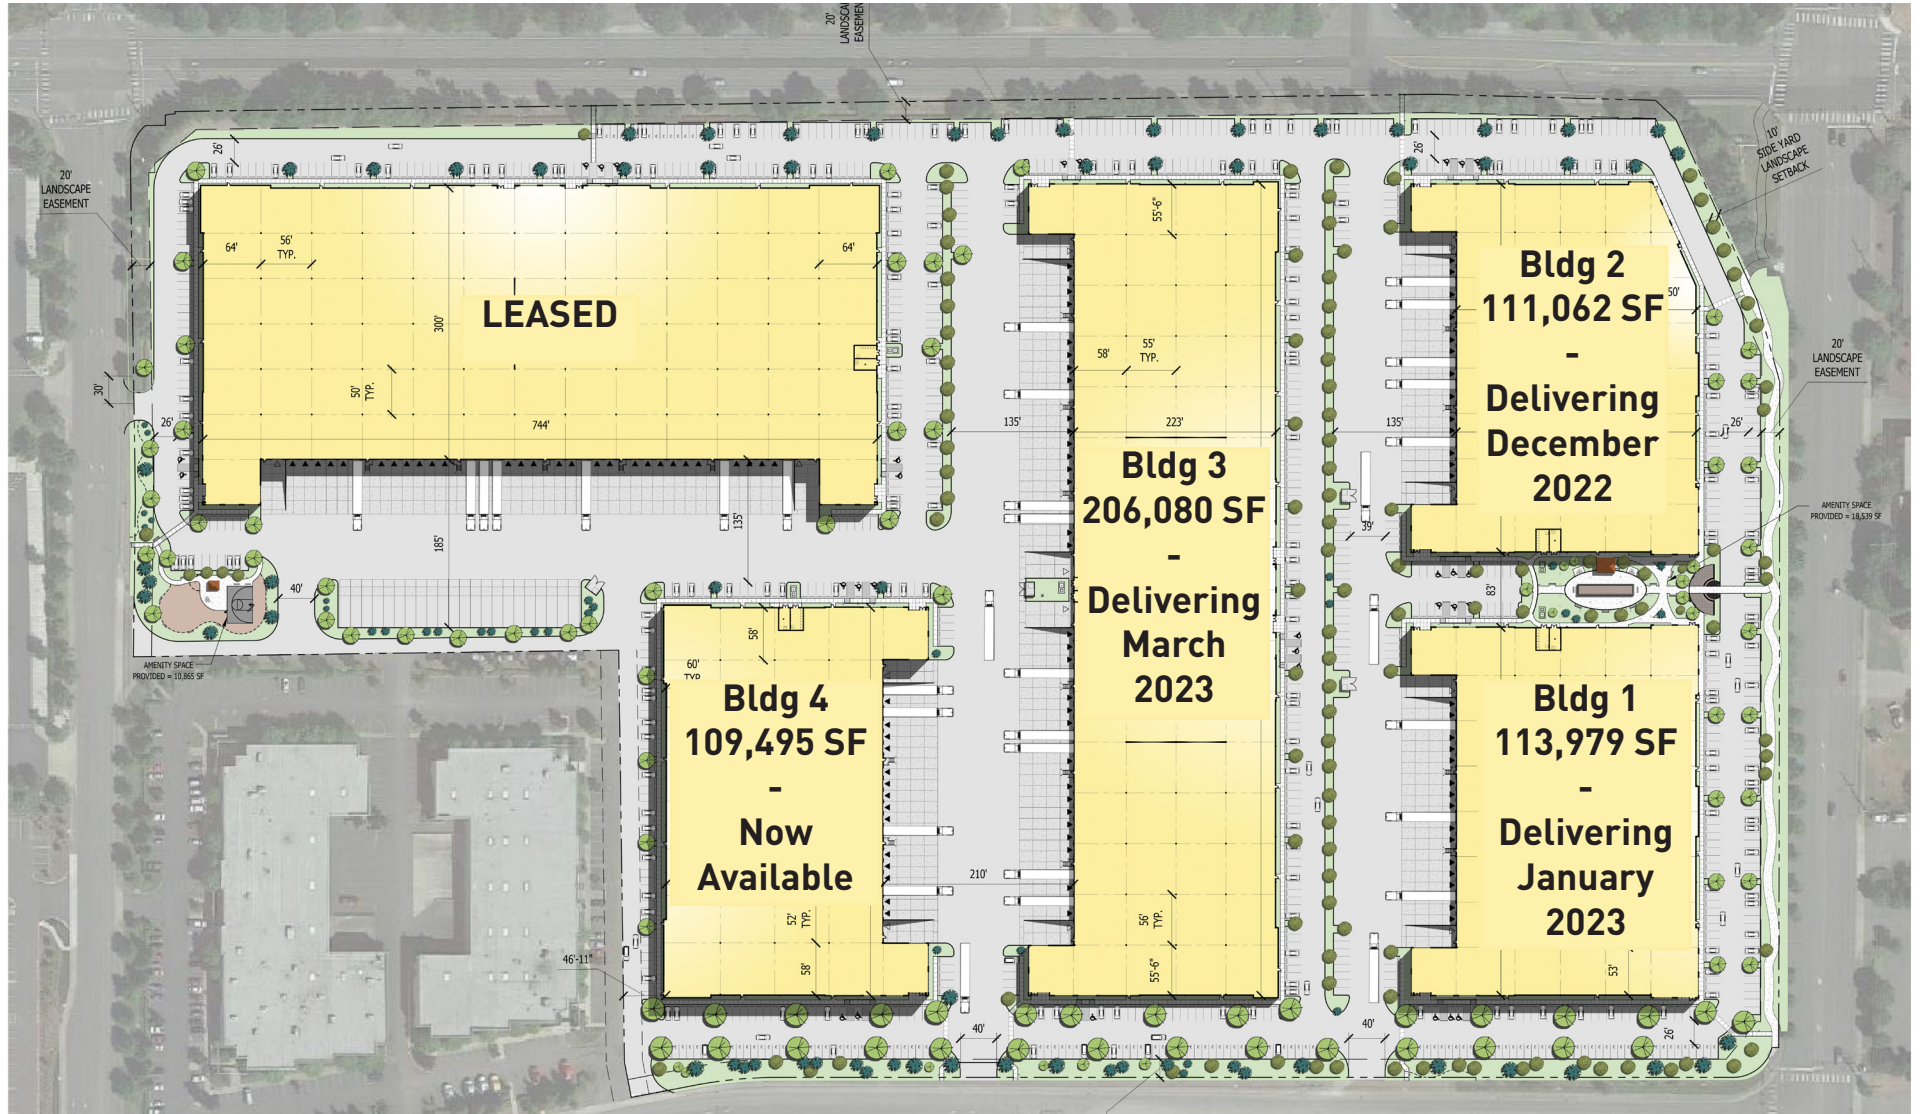 20'
LANDSCAPE
EASEMENT
26'
20'
LANDSCAPE
EASEMENT
64'
56'
TYP.
64'
LEASED
300'
50'
TYP.
744'
30'
26'
185'
135'
40'
AMENITY SPACE
PROVIDED = 10,865 SF
55'-6"
58'
55'
TYP.
135'
223'
135'
Bldg 3
206,080 SF
-
Delivering
March
2023
56'
TYP.
55'-6"
26'
10'
SIDE YARD
LANDSCAPE
SETBACK
Bldg 2
111,062 SF
-
Delivering
December
2022
50'
26'
20'
LANDSCAPE
EASEMENT
39'
AMENITY SPACE
PROVIDED = 18,539 SF
83'
58'
60'
TYP.
Bldg 4
109,495 SF
-
Now
Available
52'
TYP.
58'
46'-11"
210'
40'
Bldg 1
113,979 SF
-
Delivering
January
2023
53'
40'
26'